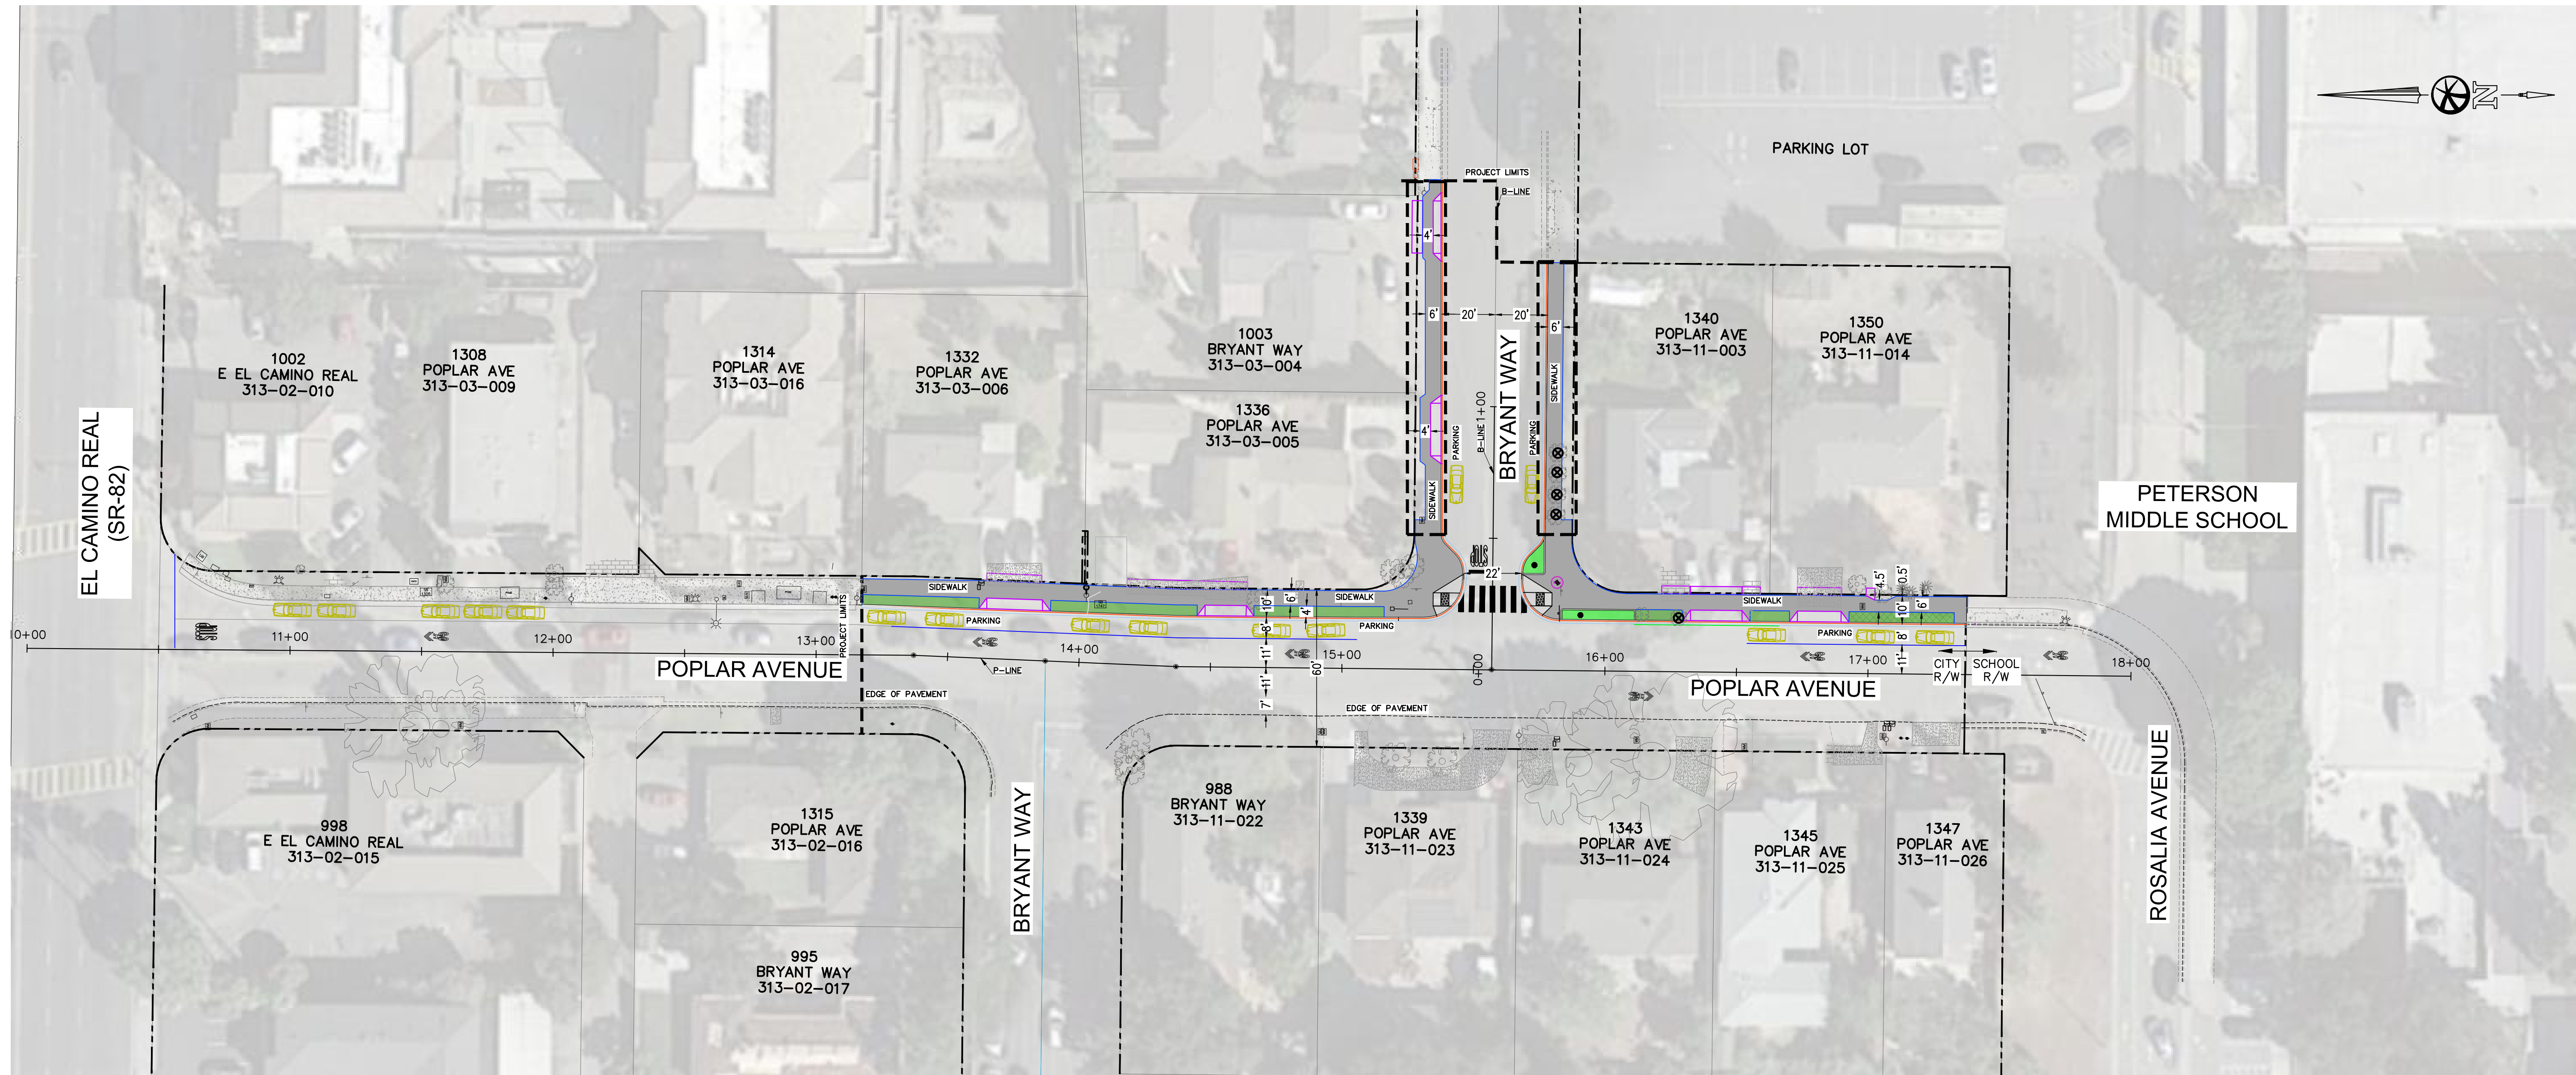 N
PARKING LOT
PROJECT LIMITS
B-LINE
4'
6'
20'
20'
6'
1002
E EL CAMINO REAL
313-02-010
1308
POPLAR AVE
313-03-009
1314
POPLAR AVE
313-03-016
1332
POPLAR AVE
313-03-006
1003
BRYANT WAY
313-03-004
1336
POPLAR AVE
313-03-005
1340
POPLAR AVE
313-11-003
1350
POPLAR AVE
313-11-014
EL CAMINO REAL
(SR-82)
4'
PARKING
B-LINE 1+00
BRYANT WAY
PARKING
SIDEWALK
SIDEWALK
PETERSON
MIDDLE SCHOOL
STOP
22'
SIDEWALK
6'
10'
4'
SIDEWALK
SIDEWALK
4.5'
0.5'
10'
6'
PARKING
8'
PARKING
PARKING
8'
STOP
10+00
11+00
12+00
13+00
PROJECT LIMITS
14+00
15+00
0+00
16+00
17+00
18+00
POPLAR AVENUE
P-LINE
11'
11'
60'
7'
POPLAR AVENUE
11'
CITY
R/W
SCHOOL
R/W
EDGE OF PAVEMENT
EDGE OF PAVEMENT
998
E EL CAMINO REAL
313-02-015
1315
POPLAR AVE
313-02-016
BRYANT WAY
988
BRYANT WAY
313-11-022
1339
POPLAR AVE
313-11-023
1343
POPLAR AVE
313-11-024
1345
POPLAR AVE
313-11-025
1347
POPLAR AVE
313-11-026
ROSALIA AVENUE
995
BRYANT WAY
313-02-017